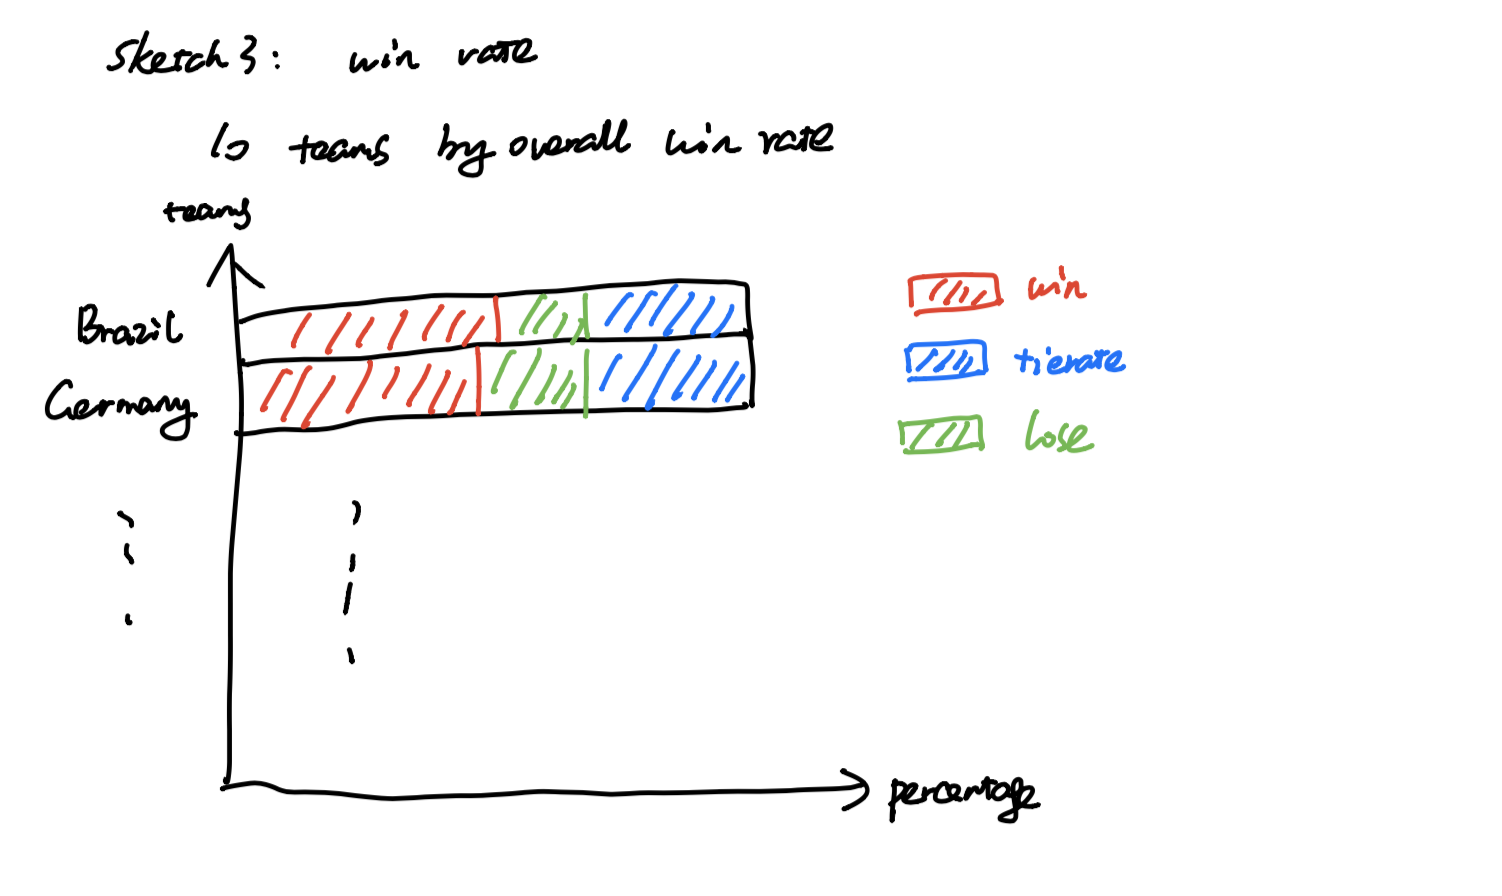 Sketch 3: win rate
10 teams by overall win rate
teams
Brazil
Germany
win
tierate
lose
percentage